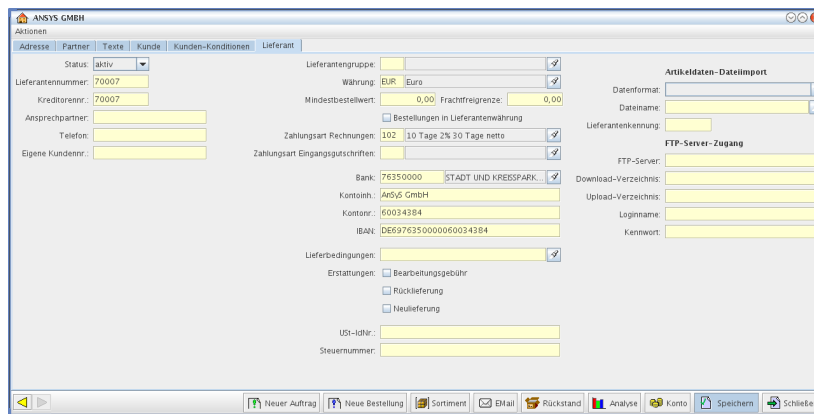 ANSYS GMBH
Aktionen
Adresse Partner Texte Kunde Kunden-Konditionen Lieferant
Status: aktiv
Lieferantennummer: 70007
Kreditorennr.: 70007
Ansprechpartner:
Telefon:
Eigene Kundennr.:
Lieferantengruppe:
Währung: EUR Euro
Mindestbestellwert: 0,00 Frachtfreigrenze: 0,00
Bestellungen in Lieferantenwährung
Zahlungsart Rechnungen: 102 10 Tage 2% 30 Tage netto
Zahlungsart Eingangsgutschriften:
Bank: 76350000 STADT UND KREISSPARK...
Kontoinh.: AnSyS GmbH
Kontonr.: 60034384
IBAN: DE69763500000060034384
Lieferbedingungen:
Erstattungen: Bearbeitungsgebühr
Rücklieferung
Neulieferung
USt-IdNr.:
Steuernummer:
Artikeldaten-Dateiimport
Datenformat:
Dateiname:
Lieferantenkennung:
FTP-Server-Zugang
FTP-Server:
Download-Verzeichnis:
Upload-Verzeichnis:
Loginname:
Kennwort:
Neuer Auftrag Neue Bestellung Sortiment EMail Rückstand Analyse Konto Speichern Schließe